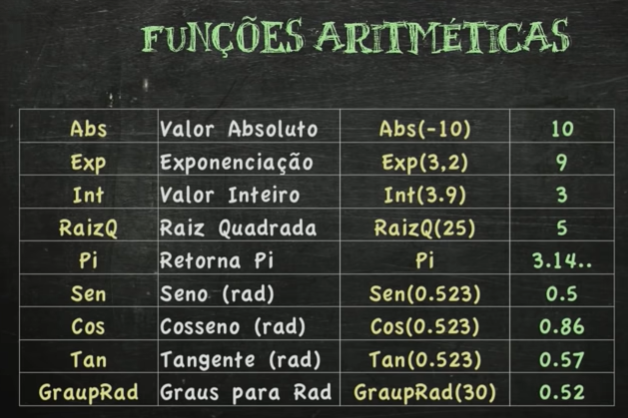 FUNÇÕES ARITMÉTICAS
Abs Valor Absoluto Abs(-10) 10
Exp Exponenciação Exp(3,2) 9
Int Valor Inteiro Int(3.9) 3
RaizQ Raiz Quadrada RaizQ(25) 5
Pi Retorna Pi Pi 3.14..
Sen Seno (rad) Sen(0.523) 0.5
Cos Cosseno (rad) Cos(0.523) 0.86
Tan Tangente (rad) Tan(0.523) 0.57
GraupRad Graus para Rad GraupRad(30) 0.52